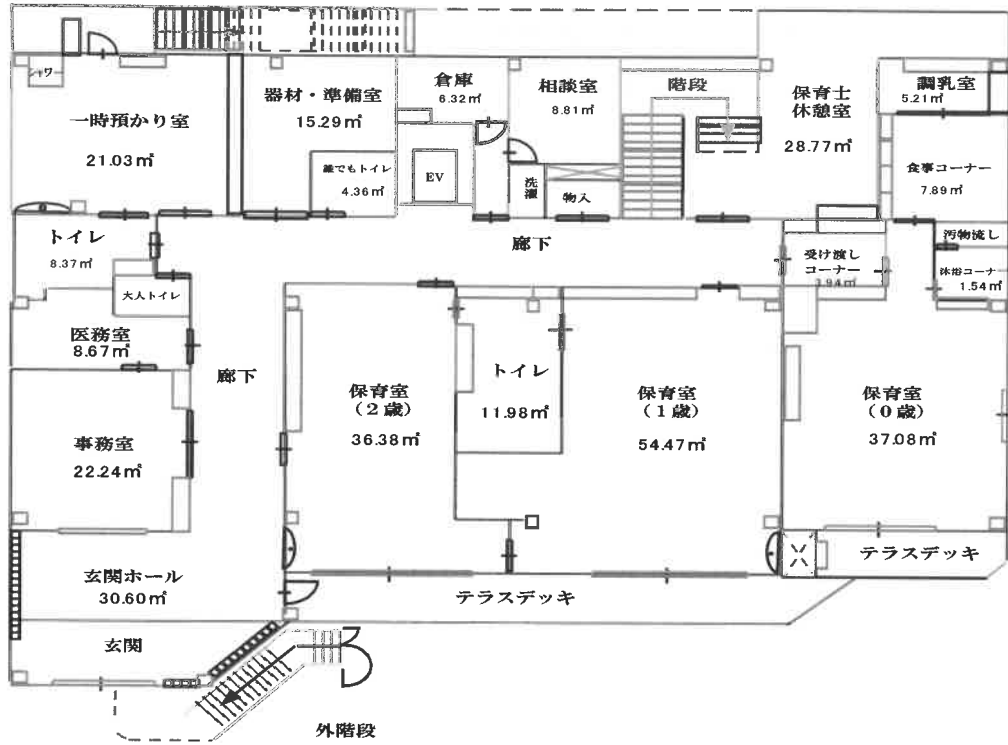 シャワー
一時預かり室
21.03㎡
器材・準備室
15.29㎡
誰でもトイレ
4.36㎡
倉庫
6.32㎡
EV
相談室
8.81㎡
洗濯
物入
階段
保育士
休憩室
28.77㎡
調乳室
5.21㎡
食事コーナー
7.89㎡
汚物流し
沐浴コーナー
1.54㎡
廊下
受け渡し
コーナー
3.94㎡
トイレ
8.37㎡
大人トイレ
医務室
8.67㎡
廊下
事務室
22.24㎡
保育室
(2歳)
36.38㎡
トイレ
11.98㎡
保育室
(1歳)
54.47㎡
保育室
(0歳)
37.08㎡
テラスデッキ
テラスデッキ
玄関ホール
30.60㎡
玄関
外階段